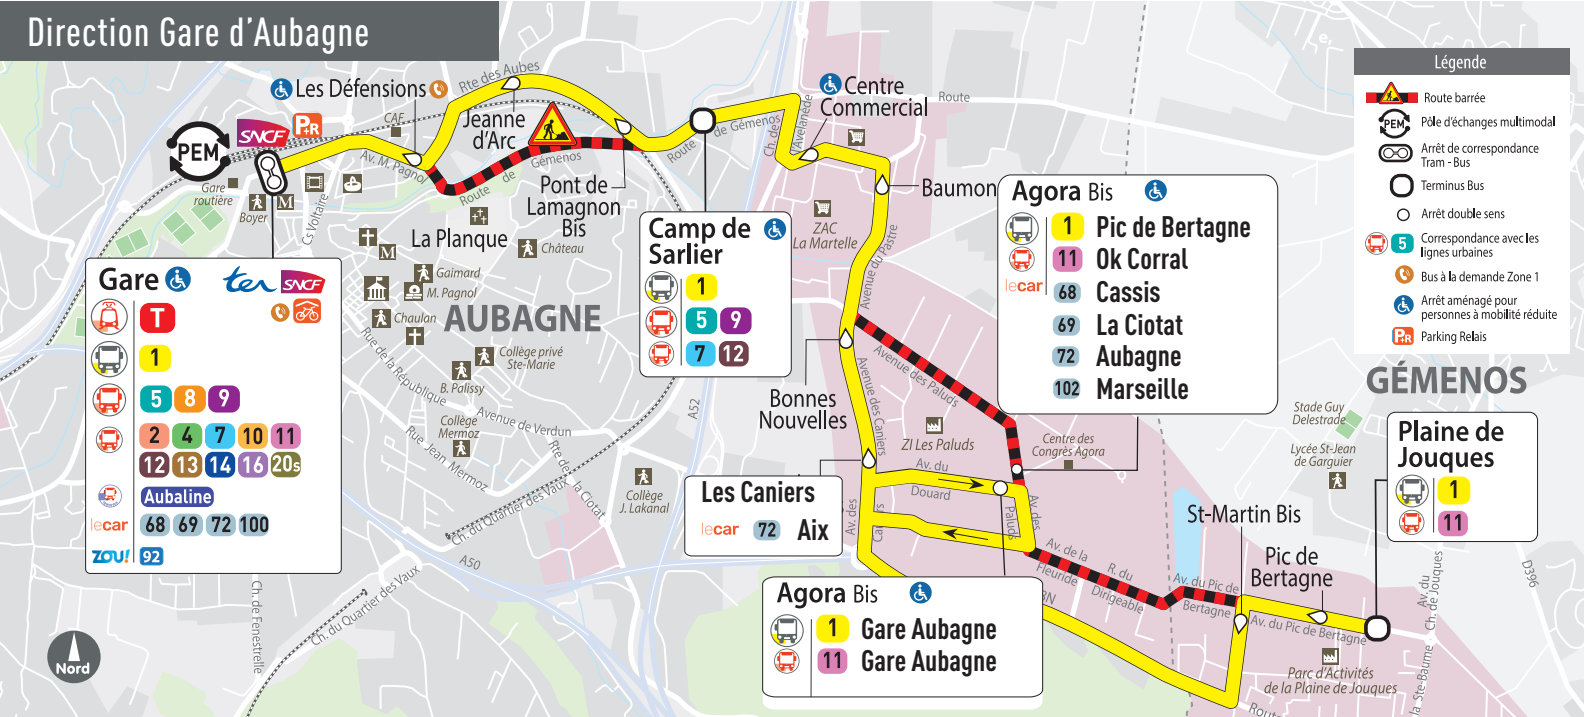 Direction Gare d'Aubagne
Légende
Route barrée
PEM
Pôle d'échanges multimodal
Arrêt de correspondance
Tram - Bus
Terminus Bus
Arrêt double sens
5
Correspondance avec les
lignes urbaines
Bus à la demande Zone 1
Arrêt aménagé pour
personnes à mobilité réduite
P+R
Parking Relais
Les Défensions
Rte des Aubes
CAF
SNCF
P+R
PEM
Av. M. Pagnol
Jeanne
d'Arc
Route de Gémenos
Route de Gémenos
Ch. de l'Avelanède
Centre
Commercial
Route
Gare
routière
Boyer
M
Cs Voltaire
La Planque
Pont de
Lamagnon
Bis
Château
M
Gaimard
M. Pagnol
Chaulan
AUBAGNE
Rue de la République
Collège privé
Ste-Marie
B. Palissy
Collège
Mermoz
Avenue de Verdun
Rue Jean Mermoz
Rte de la Ciotat
Collège
J. Lakanal
A52
A50
Ch. du Quartier des Vaux
Ch. du Quartier des Vaux
Ch. de Fenestrelle
Nord
Gare
ter SNCF
T
1
5 8 9
2 4 7 10 11
12 13 14 16 20s
Aubaline
lecar 68 69 72 100
ZOU! 92
Camp de
Sarlier
1
5 9
7 12
Baumon
ZAC
La Martelle
Avenue du Pastre
Avenue des Paluds
Bonnes
Nouvelles
Avenue des Caniers
ZI Les Paluds
Centre des
Congrès Agora
Agora Bis
1 Pic de Bertagne
11 Ok Corral
lecar
68 Cassis
69 La Ciotat
72 Aubagne
102 Marseille
Les Caniers
lecar 72 Aix
Av. du
Douard
Av. des
Caniers
Av. des
Paluds
Agora Bis
1 Gare Aubagne
11 Gare Aubagne
Av. de la
Fleuride
R. du
Dirigeable
Av. du Pic de
Bertagne
8N
St-Martin Bis
Pic de
Bertagne
Av. du Pic de Bertagne
Parc d'Activités
de la Plaine de Jouques
Route
GÉMENOS
Stade Guy
Delestrade
Lycée St-Jean
de Garguier
Plaine de
Jouques
1
11
Av. du
Ch. de Jouques
la Ste-Baume
D396